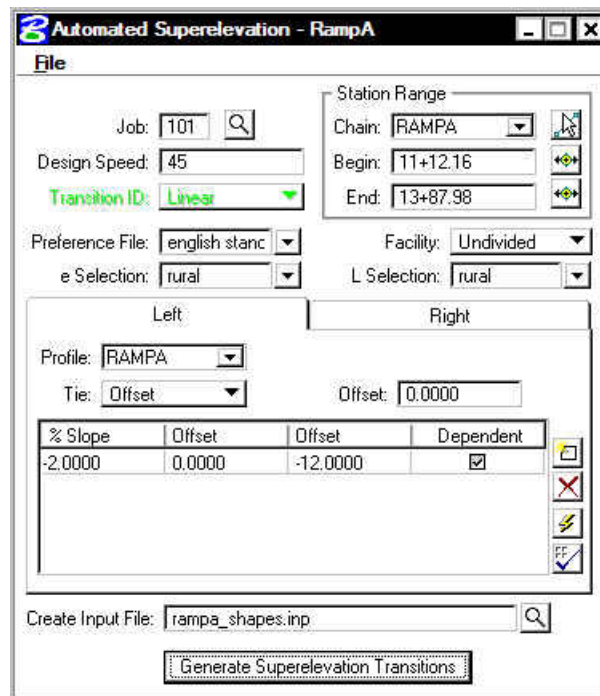 Automated Superelevation - RampA
File
Station Range
Job: 101
Chain: RAMPA
Design Speed: 45
Begin: 11+12.16
Transition ID: Linear
End: 13+87.98
Preference File: english stanc
Facility: Undivided
e Selection: rural
L Selection: rural
Left
Right
Profile: RAMPA
Tie: Offset
Offset: 0.0000
% Slope Offset Offset Dependent
-2.0000 0.0000 -12.0000
FF
Create Input File: rampa_shapes.inp
Generate Superelevation Transitions